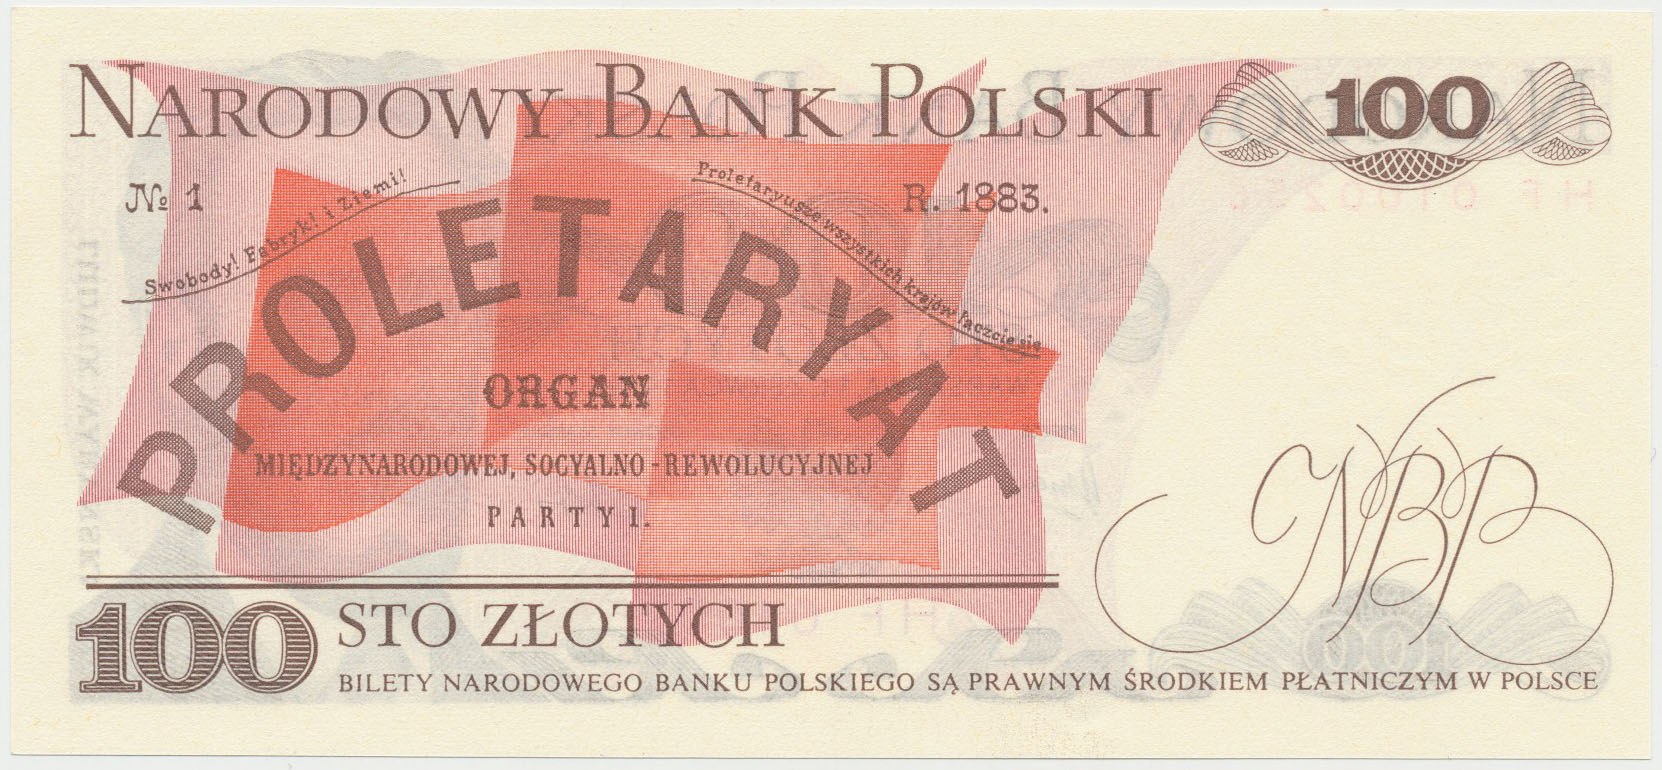 NARODOWY BANK POLSKI
100
№ 1
R. 1883.
Swobody! Fabryk! i Ziemi!
Proletaryusze wszystkich krajów łączcie się
PROLETARYAT
ORGAN
MIĘDZYNARODOWEJ, SOCYALNO-REWOLUCYJNEJ
PARTYI.
NBP
100
STO ZŁOTYCH
BILETY NARODOWEGO BANKU POLSKIEGO SĄ PRAWNYM ŚRODKIEM PŁATNICZYM W POLSCE